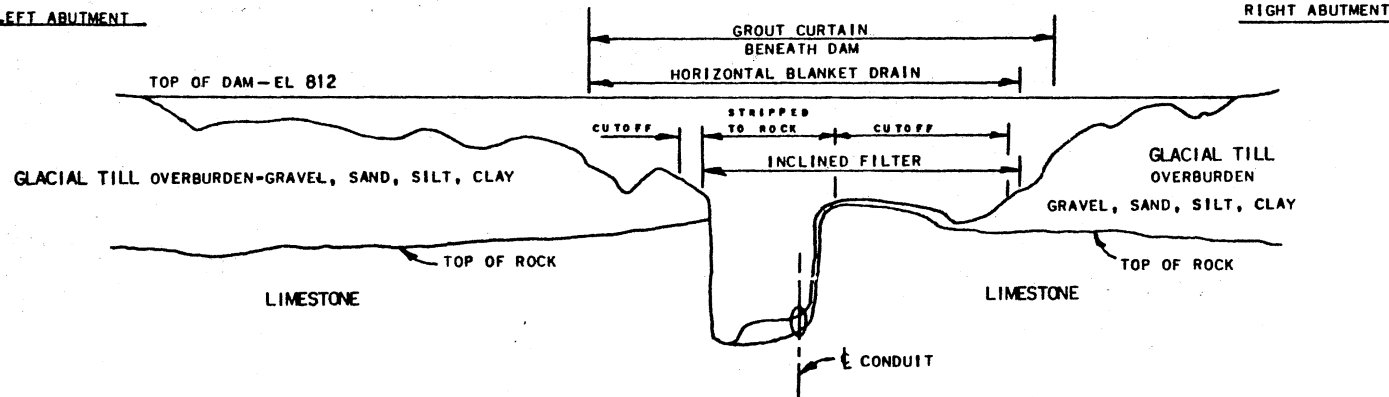 LEFT ABUTMENT
RIGHT ABUTMENT
GROUT CURTAIN
BENEATH DAM
TOP OF DAM-EL 812
HORIZONTAL BLANKET DRAIN
STRIPPED
CUTOFF
TO ROCK
CUTOFF
INCLINED FILTER
GLACIAL TILL OVERBURDEN-GRAVEL, SAND, SILT, CLAY
GLACIAL TILL
OVERBURDEN
GRAVEL, SAND, SILT, CLAY
TOP OF ROCK
TOP OF ROCK
LIMESTONE
LIMESTONE
℄ CONDUIT